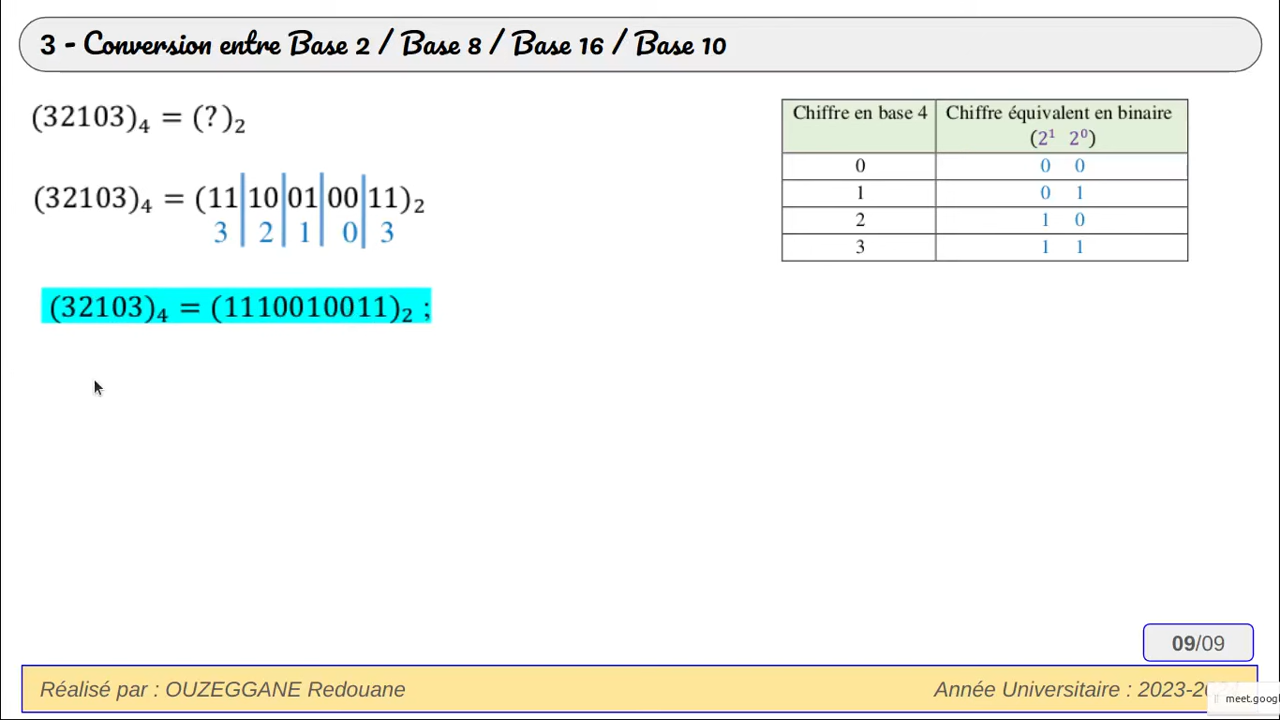 3 - Conversion entre Base 2 / Base 8 / Base 16 / Base 10
(32103)₄ = (?)₂
(32103)₄ = (11|10|01|00|11)₂
3 | 2 | 1 | 0 | 3
(32103)₄ = (1110010011)₂ ;
Chiffre en base 4 Chiffre équivalent en binaire
(2¹ 2⁰)
0 0 0
1 0 1
2 1 0
3 1 1
09/09
Réalisé par : OUZEGGANE Redouane Année Universitaire : 2023-2
meet.googl